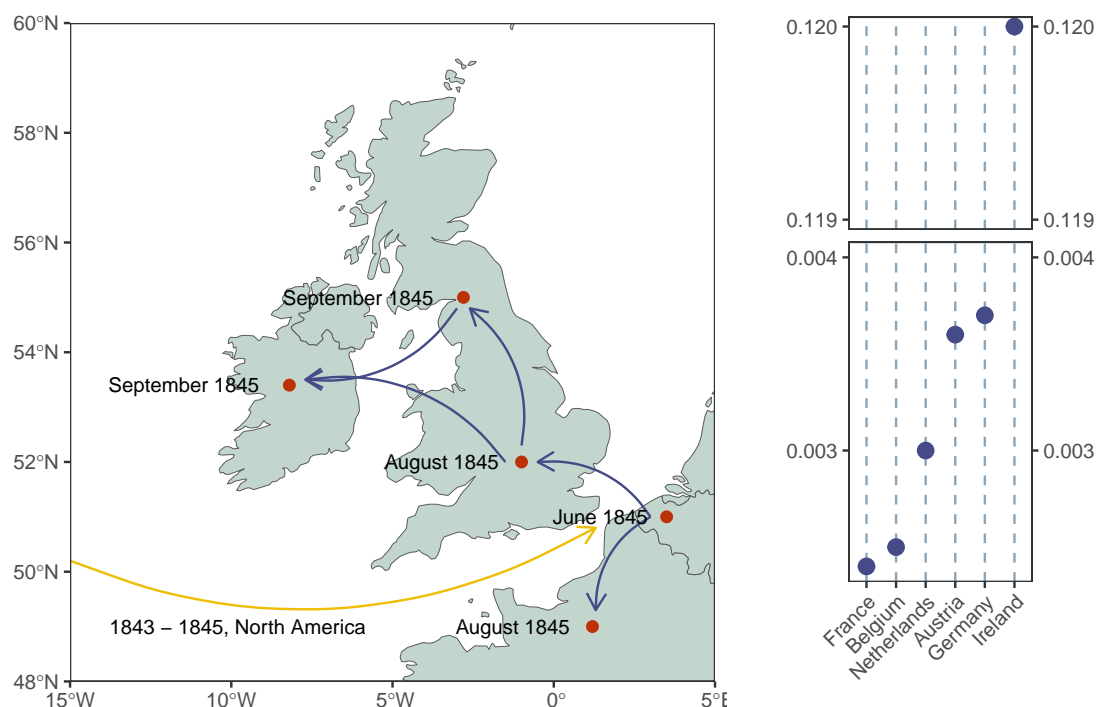 60°N
58°N
56°N
54°N
52°N
50°N
48°N
15°W
10°W
5°W
0°
5°E
September 1845
September 1845
August 1845
June 1845
1843 – 1845, North America
August 1845
0.120
0.119
0.120
0.119
0.004
0.003
0.004
0.003
France
Belgium
Netherlands
Austria
Germany
Ireland